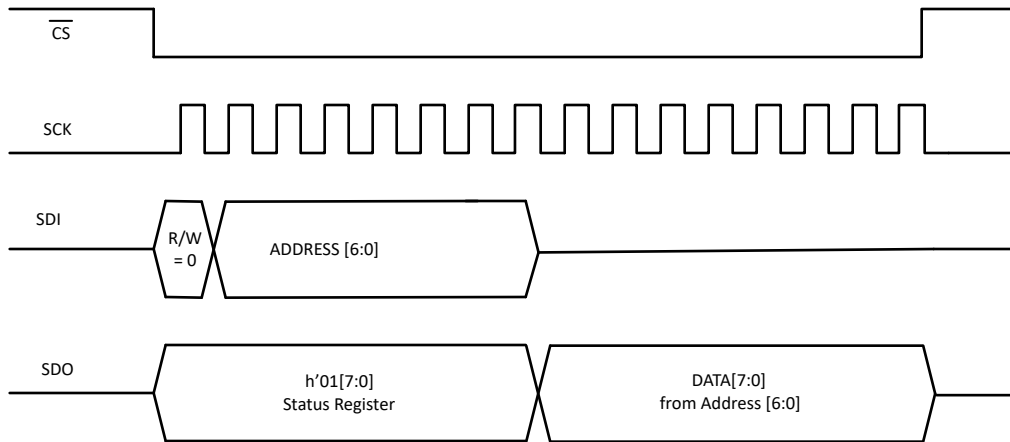 CS
SCK
SDI
R/W
= 0
ADDRESS [6:0]
SDO
h’01[7:0]
Status Register
DATA[7:0]
from Address [6:0]